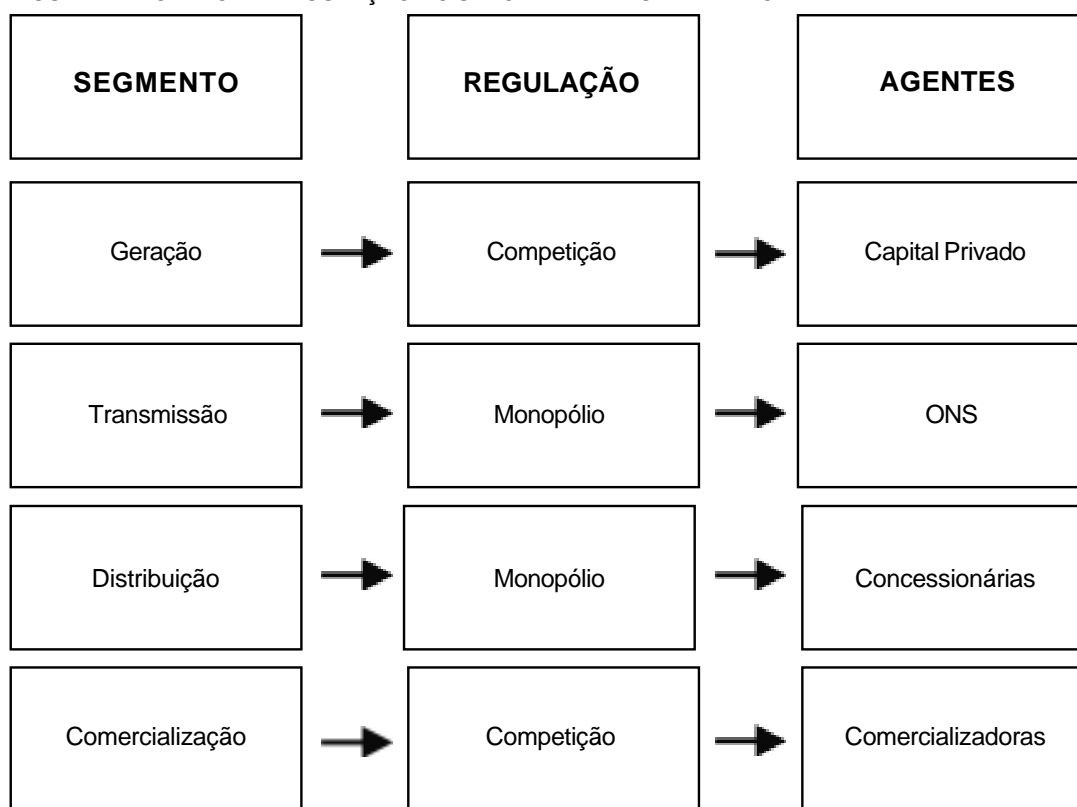 SEGMENTO REGULAÇÃO AGENTES
Geração Competição Capital Privado
Transmissão Monopólio ONS
Distribuição Monopólio Concessionárias
Comercialização Competição Comercializadoras